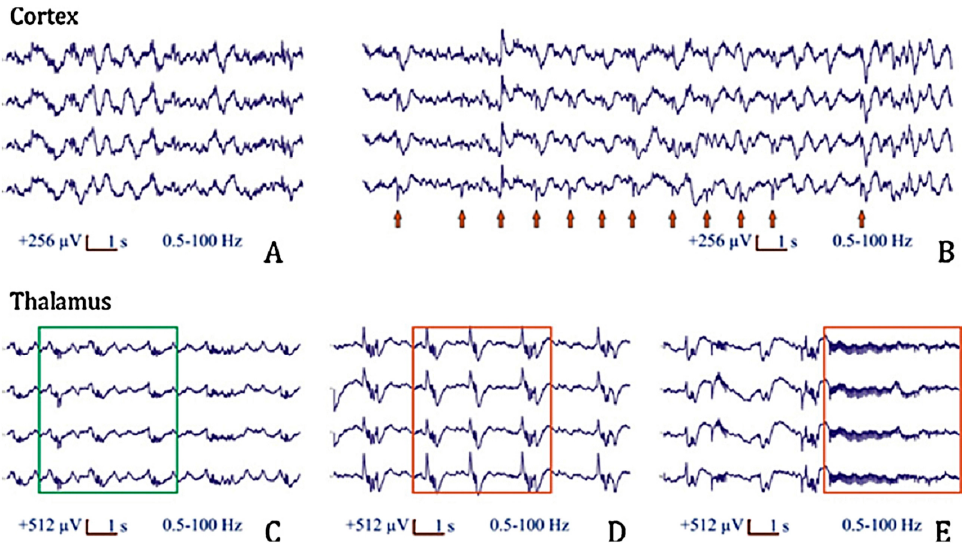 Cortex
+256 µV 1 s 0.5-100 Hz A
+256 µV 1 s 0.5-100 Hz B
Thalamus
+512 µV 1 s 0.5-100 Hz C
+512 µV 1 s 0.5-100 Hz D
+512 µV 1 s 0.5-100 Hz E